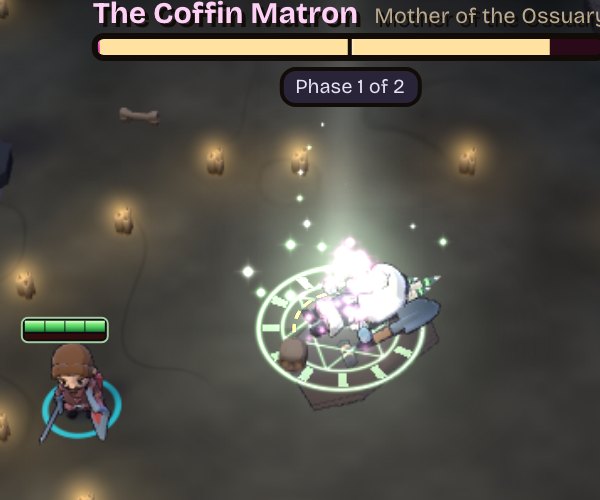 The Coffin Matron Mother of the Ossuary
Phase 1 of 2